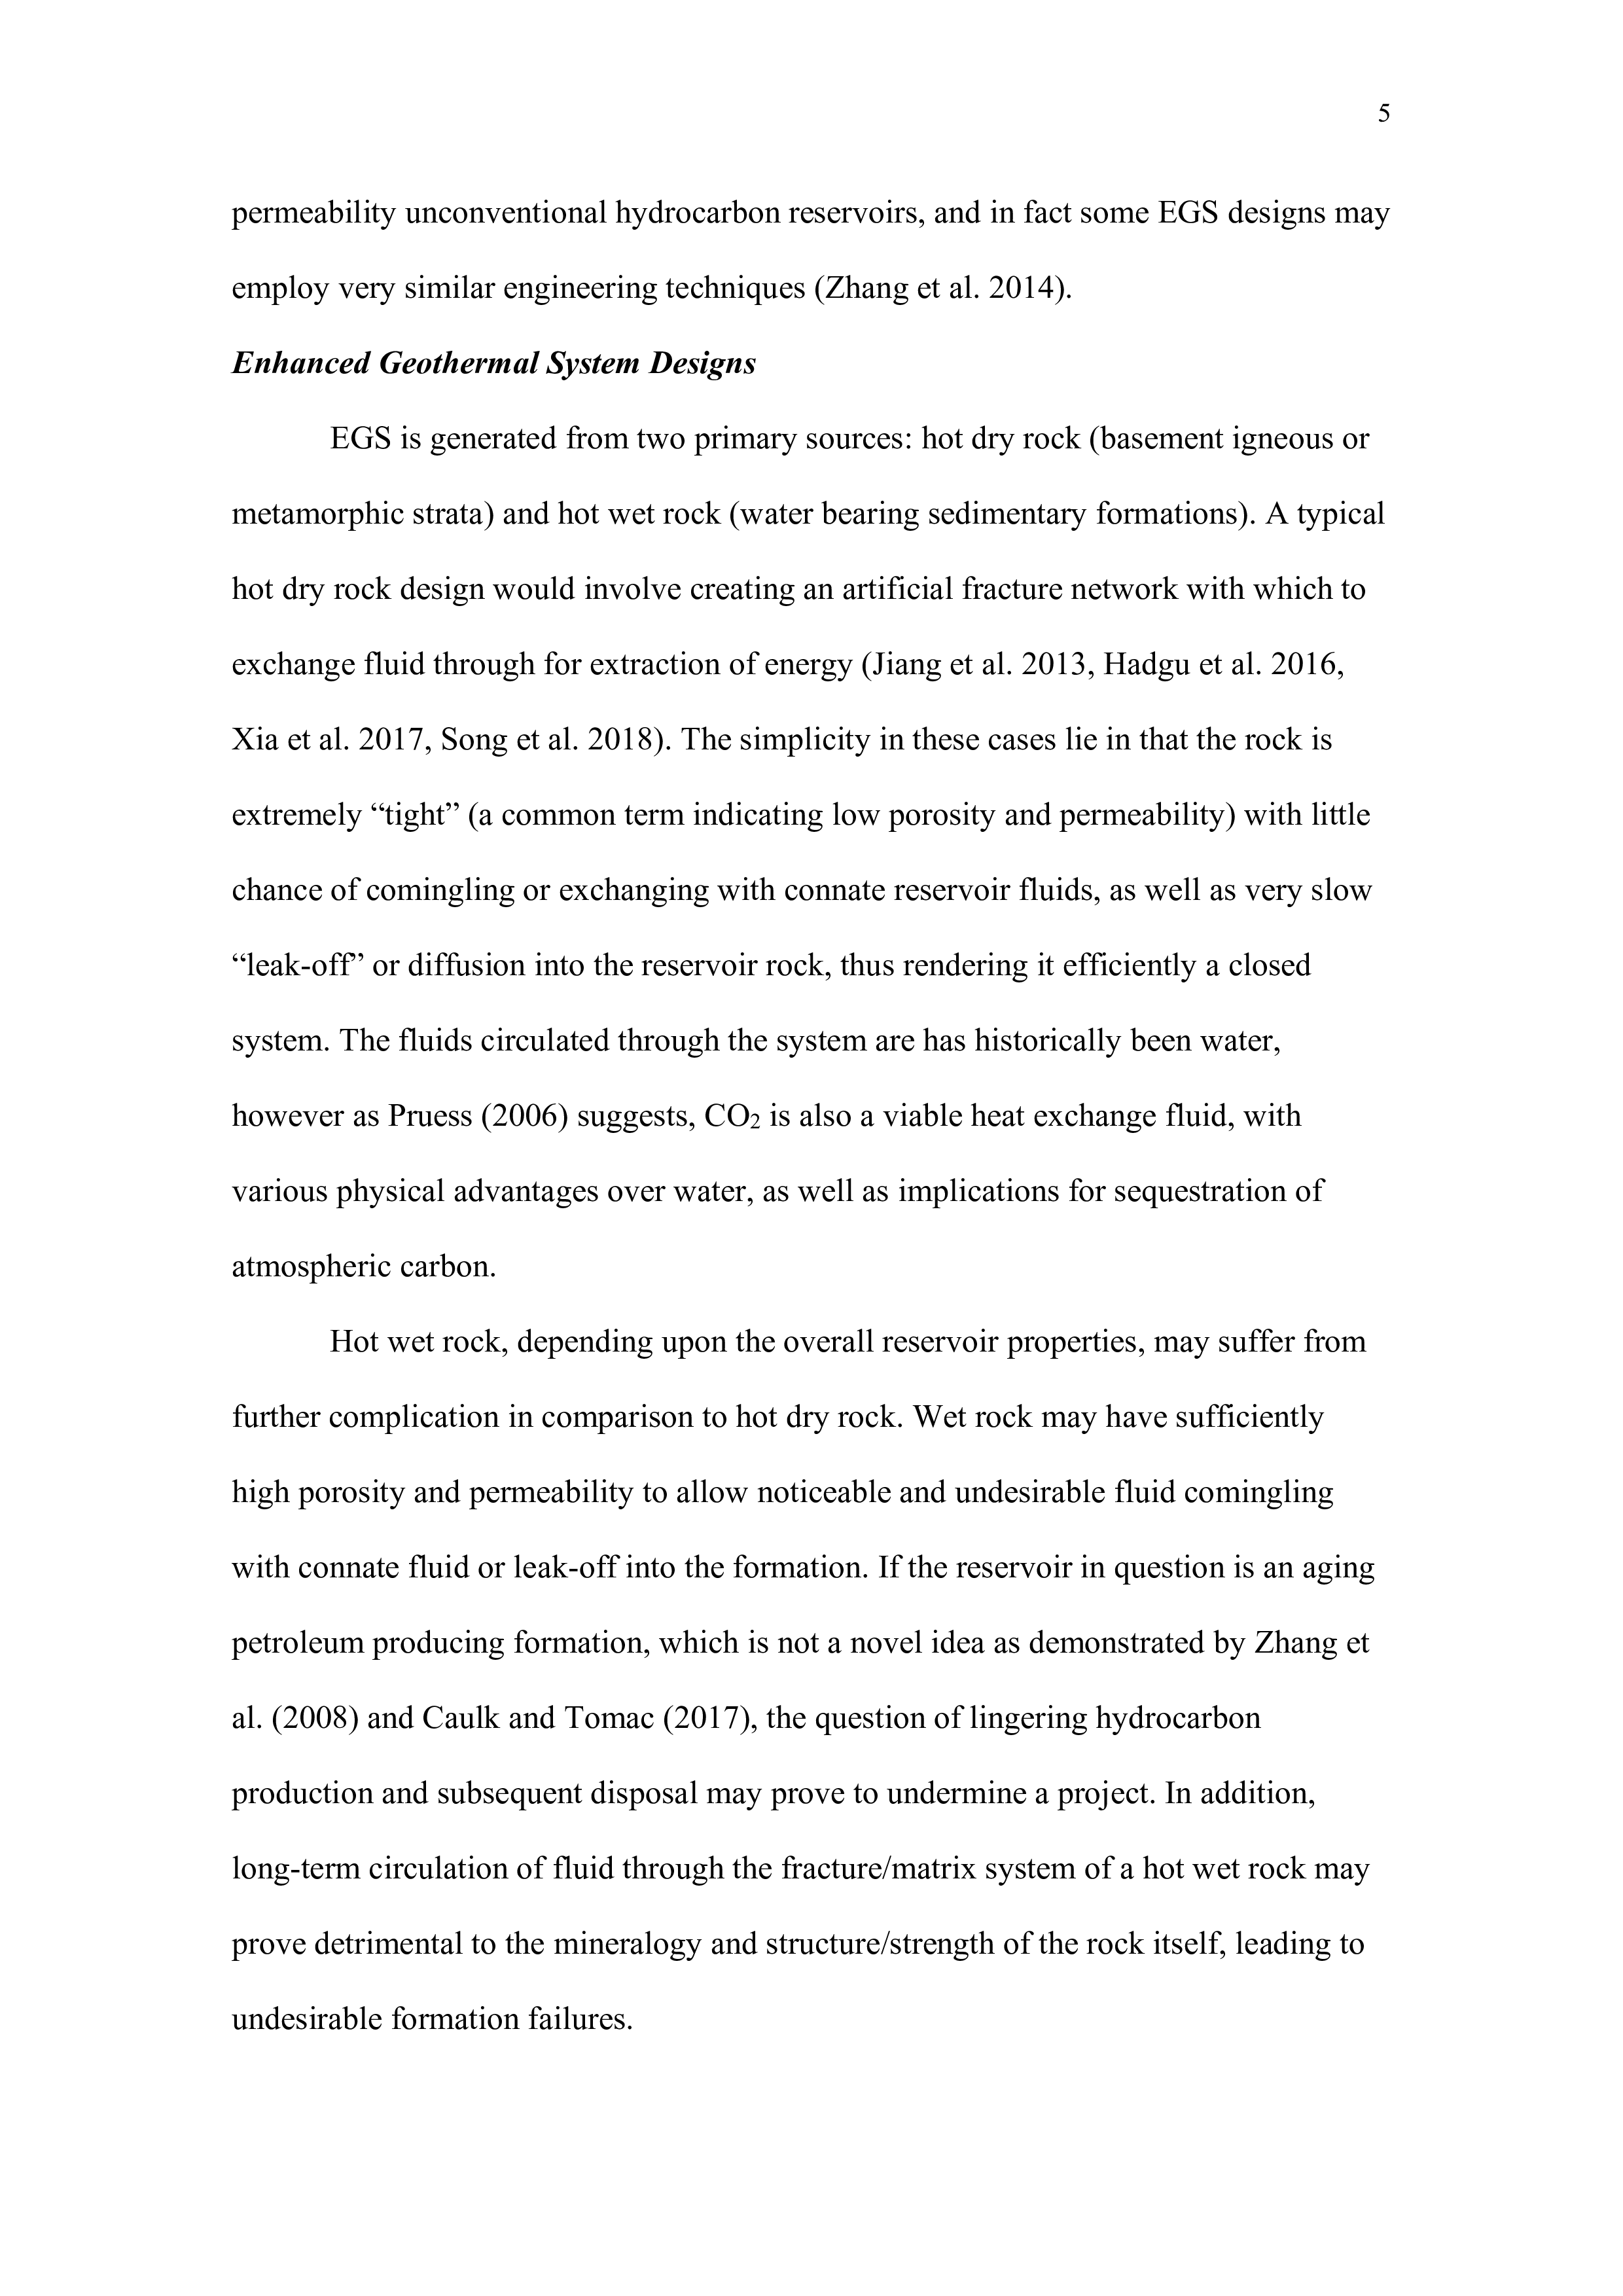 5
permeability unconventional hydrocarbon reservoirs, and in fact some EGS designs may
employ very similar engineering techniques (Zhang et al. 2014).
Enhanced Geothermal System Designs
EGS is generated from two primary sources: hot dry rock (basement igneous or
metamorphic strata) and hot wet rock (water bearing sedimentary formations). A typical
hot dry rock design would involve creating an artificial fracture network with which to
exchange fluid through for extraction of energy (Jiang et al. 2013, Hadgu et al. 2016,
Xia et al. 2017, Song et al. 2018). The simplicity in these cases lie in that the rock is
extremely “tight” (a common term indicating low porosity and permeability) with little
chance of comingling or exchanging with connate reservoir fluids, as well as very slow
“leak-off” or diffusion into the reservoir rock, thus rendering it efficiently a closed
system. The fluids circulated through the system are has historically been water,
however as Pruess (2006) suggests, CO₂ is also a viable heat exchange fluid, with
various physical advantages over water, as well as implications for sequestration of
atmospheric carbon.
Hot wet rock, depending upon the overall reservoir properties, may suffer from
further complication in comparison to hot dry rock. Wet rock may have sufficiently
high porosity and permeability to allow noticeable and undesirable fluid comingling
with connate fluid or leak-off into the formation. If the reservoir in question is an aging
petroleum producing formation, which is not a novel idea as demonstrated by Zhang et
al. (2008) and Caulk and Tomac (2017), the question of lingering hydrocarbon
production and subsequent disposal may prove to undermine a project. In addition,
long-term circulation of fluid through the fracture/matrix system of a hot wet rock may
prove detrimental to the mineralogy and structure/strength of the rock itself, leading to
undesirable formation failures.